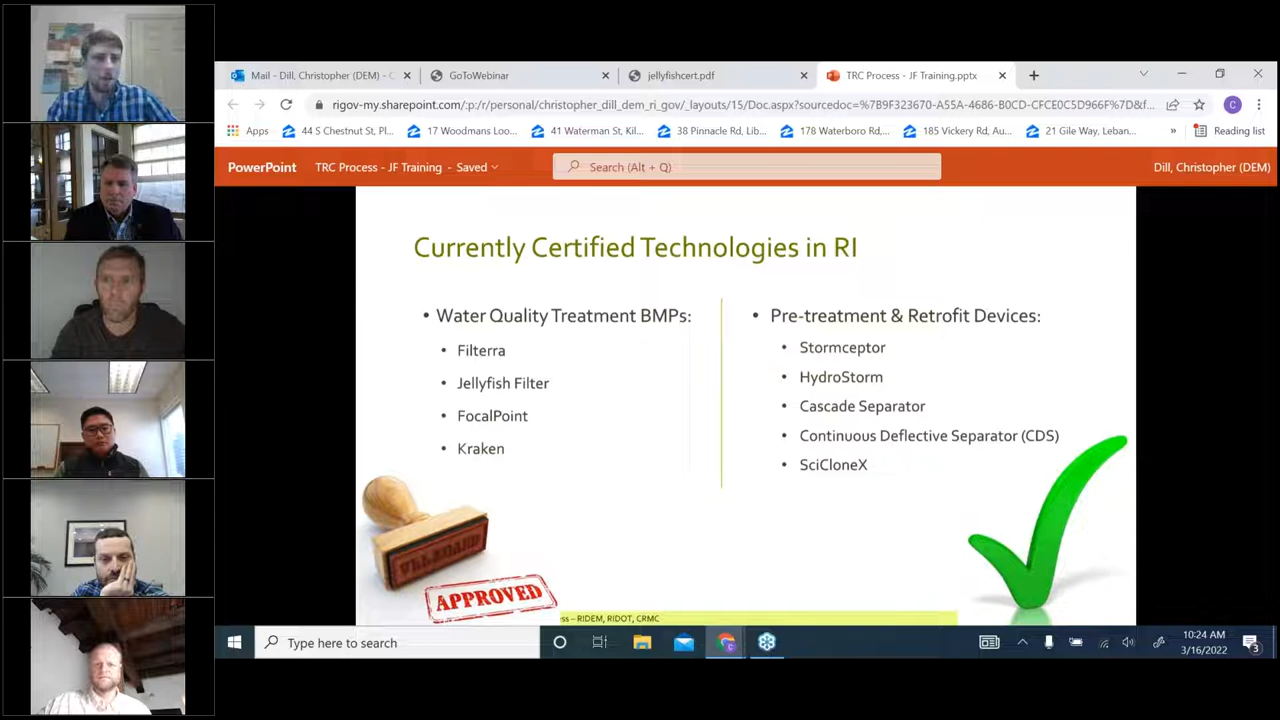 Mail - Dill, Christopher (DEM) - C
GoToWebinar
jellyfishcert.pdf
TRC Process - JF Training.pptx
rigov-my.sharepoint.com/:p:/r/personal/christopher_dill_dem_ri_gov/_layouts/15/Doc.aspx?sourcedoc=%7B9F323670-A55A-4686-B0CD-CFCE0C5D966F%7D&f...
C
Apps
44 S Chestnut St, Pl...
17 Woodmans Loo...
41 Waterman St, Kil...
38 Pinnacle Rd, Lib...
178 Waterboro Rd,...
185 Vickery Rd, Au...
21 Gile Way, Leban...
»
Reading list
PowerPoint
TRC Process - JF Training - Saved
Search (Alt + Q)
Dill, Christopher (DEM)
Currently Certified Technologies in RI
• Water Quality Treatment BMPs:
• Filterra
• Jellyfish Filter
• FocalPoint
• Kraken
• Pre-treatment & Retrofit Devices:
• Stormceptor
• HydroStorm
• Cascade Separator
• Continuous Deflective Separator (CDS)
• SciCloneX
APPROVED
ss – RIDEM, RIDOT, CRMC
Type here to search
10:24 AM
3/16/2022
3